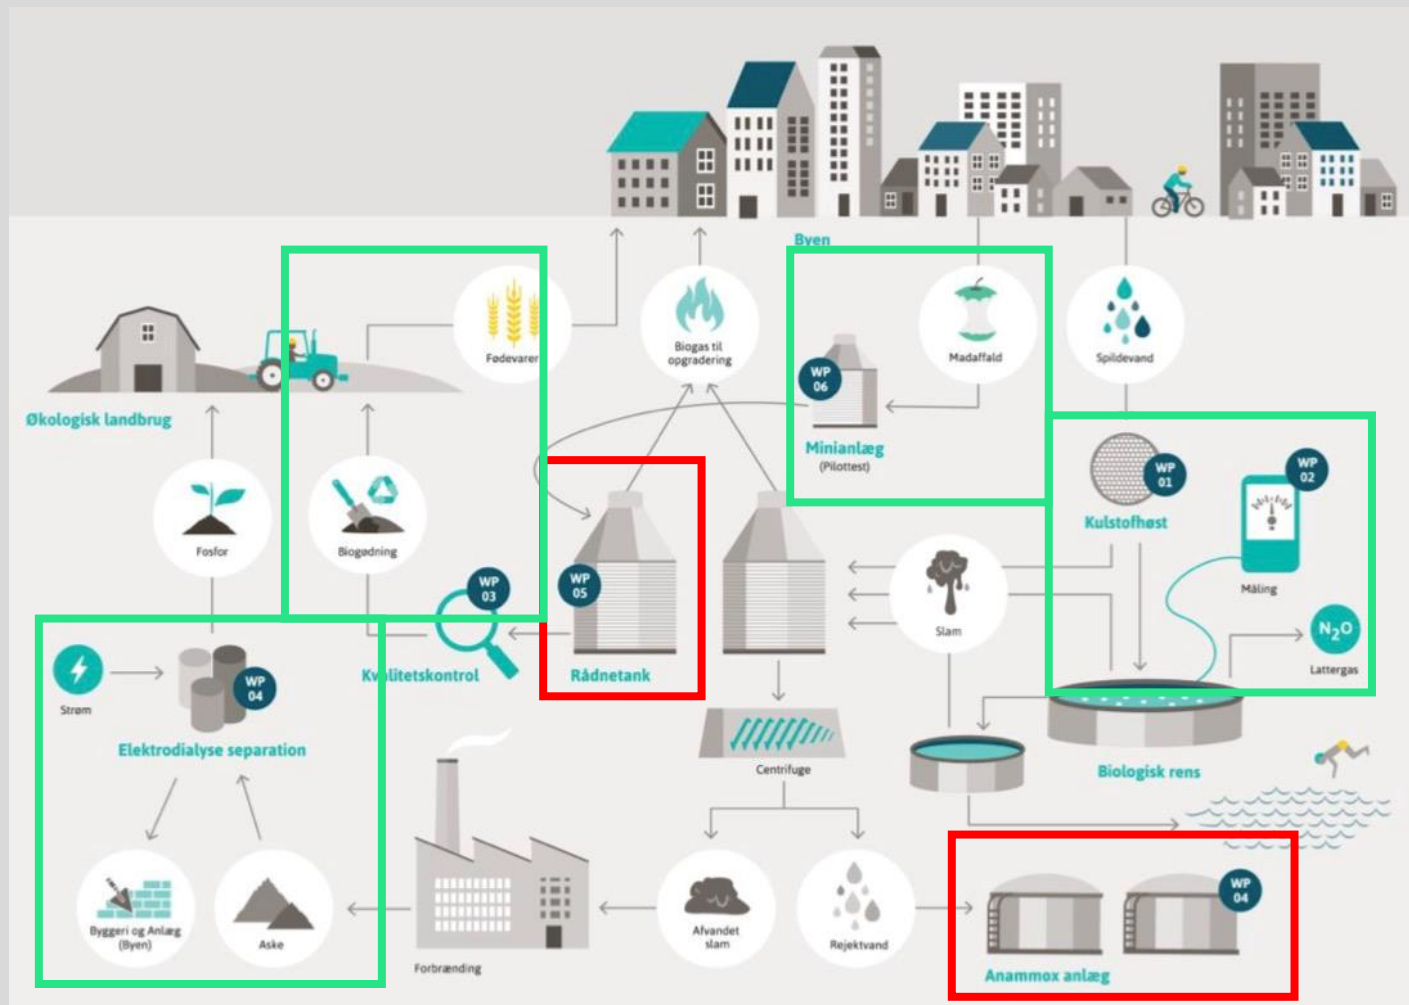 Byen
Fødevarer
Biogas til
opgradering
Madaffald
Spildevand
WP
06
Minianlæg
(Pilottest)
Økologisk landbrug
WP
01
WP
02
Kulstofhøst
Måling
N₂O
Lattergas
Fosfor
Biogødning
WP
03
WP
05
Slam
Kvalitetskontrol
Rådnetank
Strøm
WP
04
Elektrodialyse separation
Centrifuge
Biologisk rens
Byggeri og Anlæg
(Byen)
Aske
Forbrænding
Afvandet
slam
Rejektvand
WP
04
Anammox anlæg